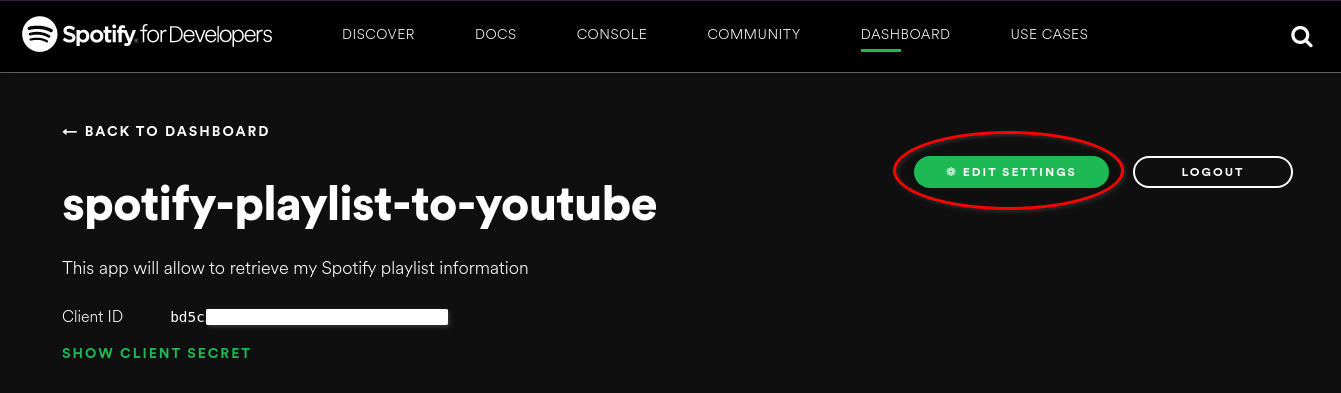 Spotify for Developers DISCOVER DOCS CONSOLE COMMUNITY DASHBOARD USE CASES
← BACK TO DASHBOARD
EDIT SETTINGS LOGOUT
spotify-playlist-to-youtube
This app will allow to retrieve my Spotify playlist information
Client ID bd5c
SHOW CLIENT SECRET